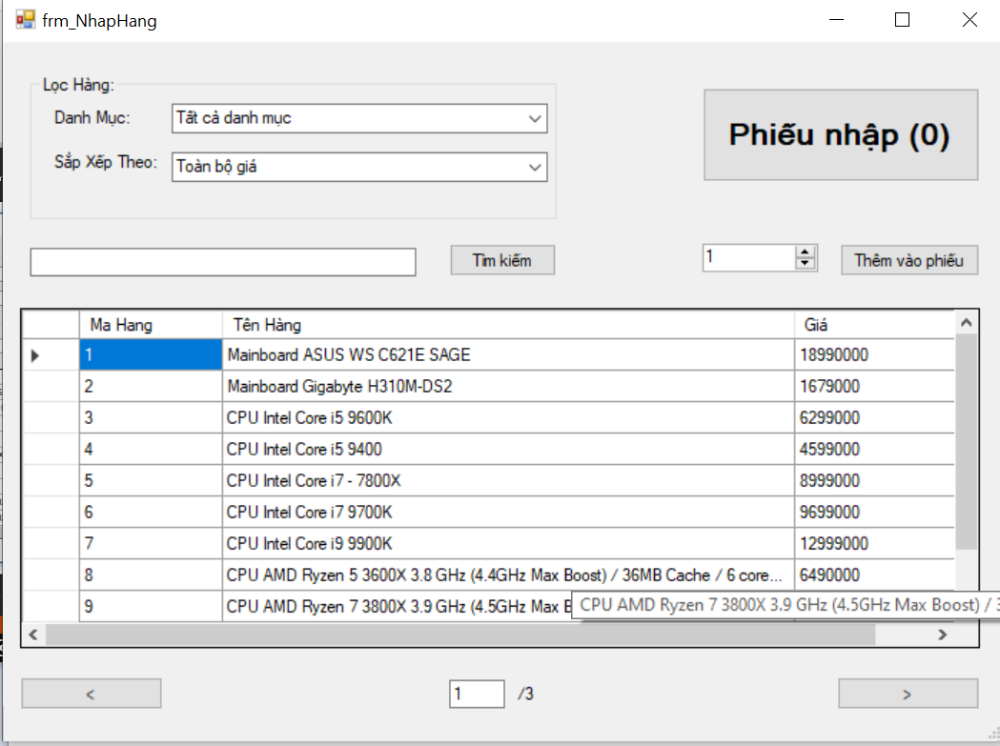 frm_NhapHang
Lọc Hàng:
Danh Mục: Tất cả danh mục
Sắp Xếp Theo: Toàn bộ giá
Phiếu nhập (0)
Tìm kiếm 1 Thêm vào phiếu
Ma Hang Tên Hàng Giá
1 Mainboard ASUS WS C621E SAGE 18990000
2 Mainboard Gigabyte H310M-DS2 1679000
3 CPU Intel Core i5 9600K 6299000
4 CPU Intel Core i5 9400 4599000
5 CPU Intel Core i7 - 7800X 8999000
6 CPU Intel Core i7 9700K 9699000
7 CPU Intel Core i9 9900K 12999000
8 CPU AMD Ryzen 5 3600X 3.8 GHz (4.4GHz Max Boost) / 36MB Cache / 6 core... 6490000
9 CPU AMD Ryzen 7 3800X 3.9 GHz (4.5GHz Max
CPU AMD Ryzen 7 3800X 3.9 GHz (4.5GHz Max Boost) /
< 1 /3 >